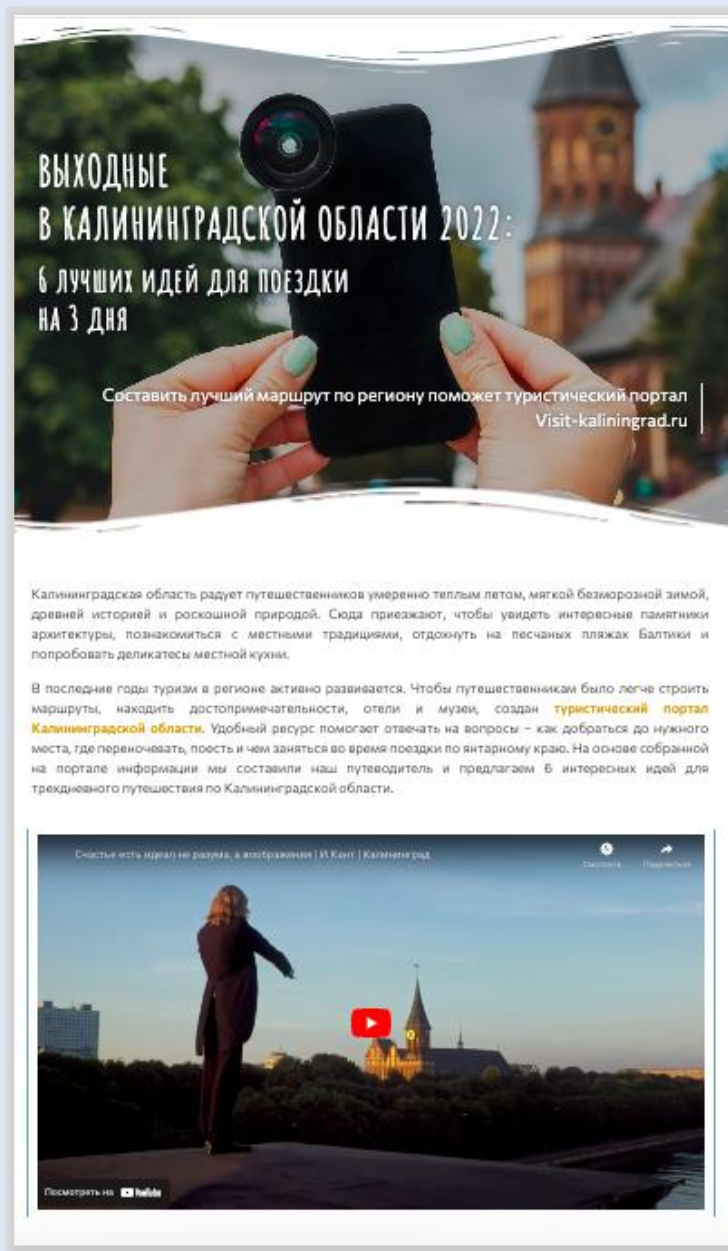 ВЫХОДНЫЕ
В КАЛИНИНГРАДСКОЙ ОБЛАСТИ 2022:
6 ЛУЧШИХ ИДЕЙ ДЛЯ ПОЕЗДКИ
НА 3 ДНЯ
Составить лучший маршрут по региону поможет туристический портал
Visit-kaliningrad.ru
Калининградская область радует путешественников умеренно теплым летом, мягкой безморозной зимой,
древней историей и роскошной природой. Сюда приезжают, чтобы увидеть интересные памятники
архитектуры, познакомиться с местными традициями, отдохнуть на песчаных пляжах Балтики и
попробовать деликатесы местной кухни.
В последние годы туризм в регионе активно развивается. Чтобы путешественникам было легче строить
маршруты, находить достопримечательности, отели и музеи, создан туристический портал
Калининградской области. Удобный ресурс помогает отвечать на вопросы – как добраться до нужного
места, где переночевать, поесть и чем заняться во время поездки по янтарному краю. На основе собранной
на портале информации мы составили наш путеводитель и предлагаем 6 интересных идей для
трехдневного путешествия по Калининградской области.
Счастье есть идеал не разума, а воображения | И.Кант | Калининград
Смотреть Поделиться
Посмотреть на YouTube